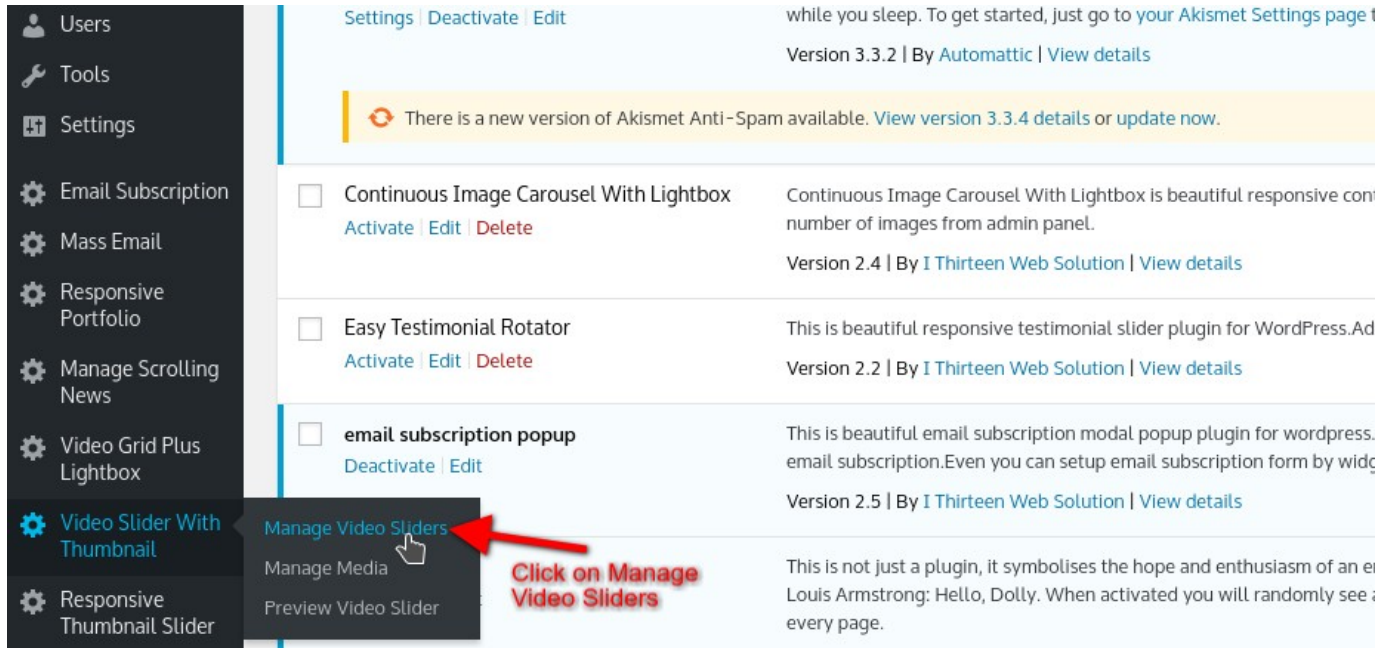 Users
Tools
Settings
Email Subscription
Mass Email
Responsive
Portfolio
Manage Scrolling
News
Video Grid Plus
Lightbox
Video Slider With
Thumbnail
Responsive
Thumbnail Slider
Manage Video Sliders
Manage Media
Preview Video Slider
Click on Manage
Video Sliders
Settings | Deactivate | Edit
while you sleep. To get started, just go to your Akismet Settings page
Version 3.3.2 | By Automattic | View details
There is a new version of Akismet Anti-Spam available. View version 3.3.4 details or update now.
Continuous Image Carousel With Lightbox
Activate | Edit | Delete
Continuous Image Carousel With Lightbox is beautiful responsive
number of images from admin panel.
Version 2.4 | By I Thirteen Web Solution | View details
Easy Testimonial Rotator
Activate | Edit | Delete
This is beautiful responsive testimonial slider plugin for WordPress.Ad
Version 2.2 | By I Thirteen Web Solution | View details
email subscription popup
Deactivate | Edit
This is beautiful email subscription modal popup plugin for wordpress.
email subscription.Even you can setup email subscription form by
Version 2.5 | By I Thirteen Web Solution | View details
This is not just a plugin, it symbolises the hope and enthusiasm of an
Louis Armstrong: Hello, Dolly. When activated you will randomly see
every page.